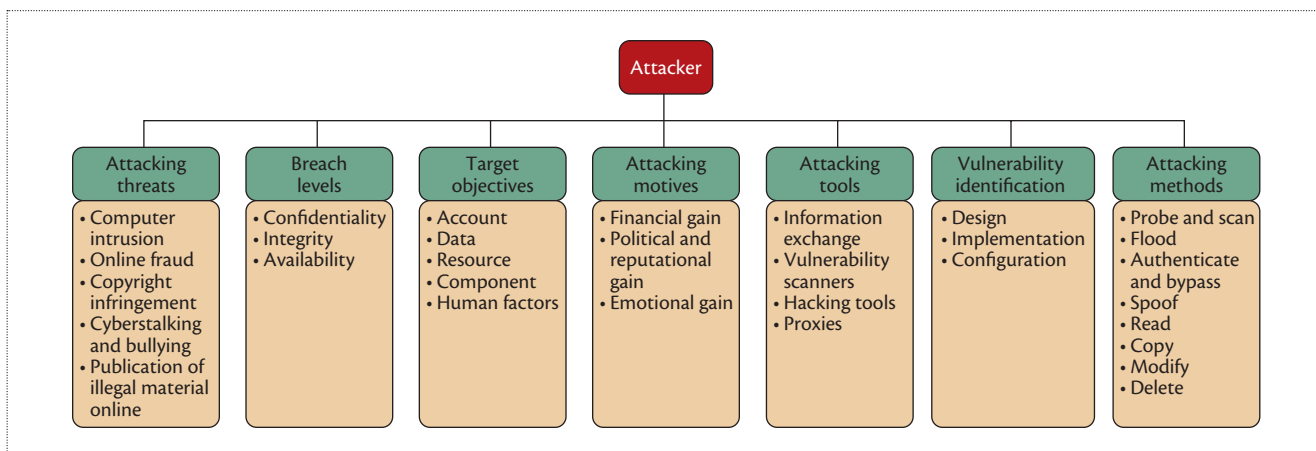 Attacker
Attacking
threats
• Computer
intrusion
• Online fraud
• Copyright
infringement
• Cyberstalking
and bullying
• Publication of
illegal material
online
Breach
levels
• Confidentiality
• Integrity
• Availability
Target
objectives
• Account
• Data
• Resource
• Component
• Human factors
Attacking
motives
• Financial gain
• Political and
reputational
gain
• Emotional gain
Attacking
tools
• Information
exchange
• Vulnerability
scanners
• Hacking tools
• Proxies
Vulnerability
identification
• Design
• Implementation
• Configuration
Attacking
methods
• Probe and scan
• Flood
• Authenticate
and bypass
• Spoof
• Read
• Copy
• Modify
• Delete